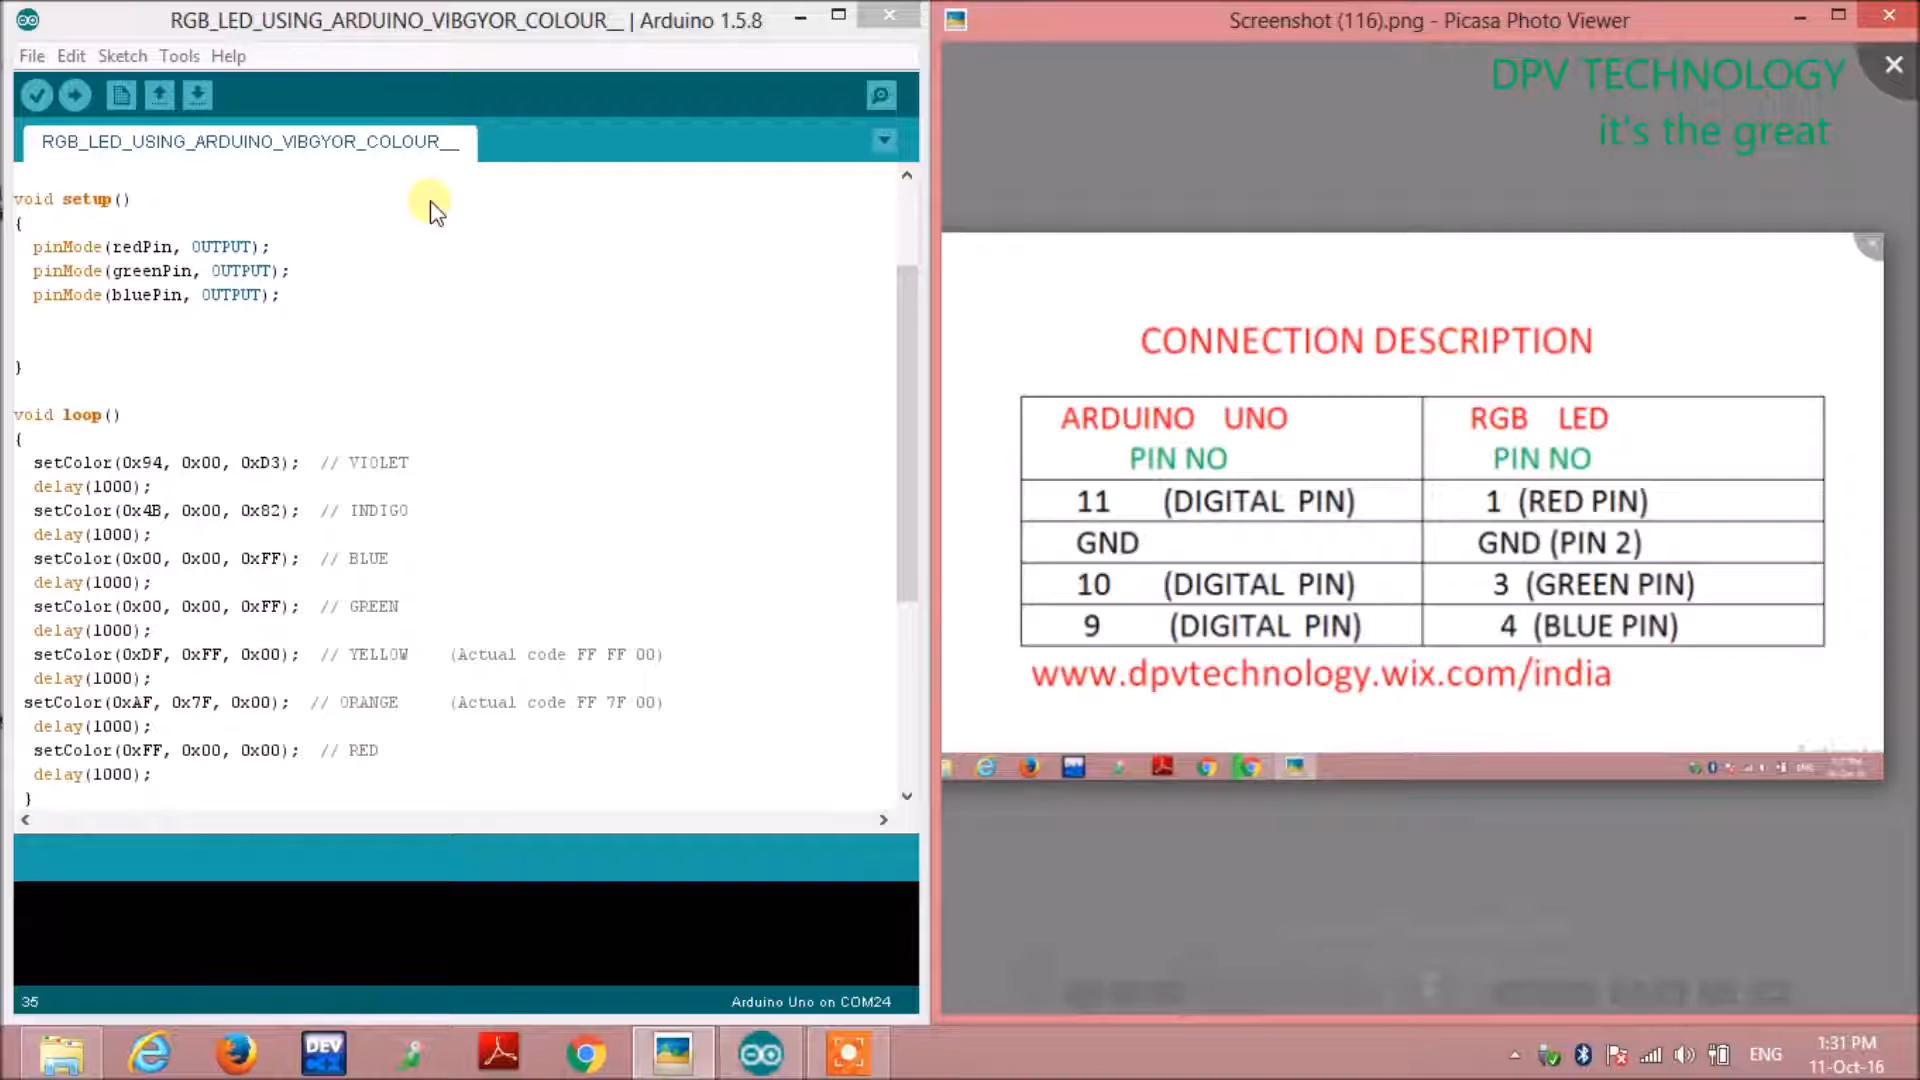 RGB_LED_USING_ARDUINO_VIBGYOR_COLOUR__ | Arduino 1.5.8
File Edit Sketch Tools Help
RGB_LED_USING_ARDUINO_VIBGYOR_COLOUR__
void setup()
{
pinMode(redPin, OUTPUT);
pinMode(greenPin, OUTPUT);
pinMode(bluePin, OUTPUT);
}
void loop()
{
setColor(0x94, 0x00, 0xD3); // VIOLET
delay(1000);
setColor(0x4B, 0x00, 0x82); // INDIGO
delay(1000);
setColor(0x00, 0x00, 0xFF); // BLUE
delay(1000);
setColor(0x00, 0x00, 0xFF); // GREEN
delay(1000);
setColor(0xDF, 0xFF, 0x00); // YELLOW (Actual code FF FF 00)
delay(1000);
setColor(0xAF, 0x7F, 0x00); // ORANGE (Actual code FF 7F 00)
delay(1000);
setColor(0xFF, 0x00, 0x00); // RED
delay(1000);
}
35
Arduino Uno on COM24
Screenshot (116).png - Picasa Photo Viewer
DPV TECHNOLOGY
it's the great
CONNECTION DESCRIPTION
ARDUINO UNO RGB LED
PIN NO PIN NO
11 (DIGITAL PIN) 1 (RED PIN)
GND GND (PIN 2)
10 (DIGITAL PIN) 3 (GREEN PIN)
9 (DIGITAL PIN) 4 (BLUE PIN)
www.dpvtechnology.wix.com/india
DEV
ENG
1:31 PM
11-Oct-16